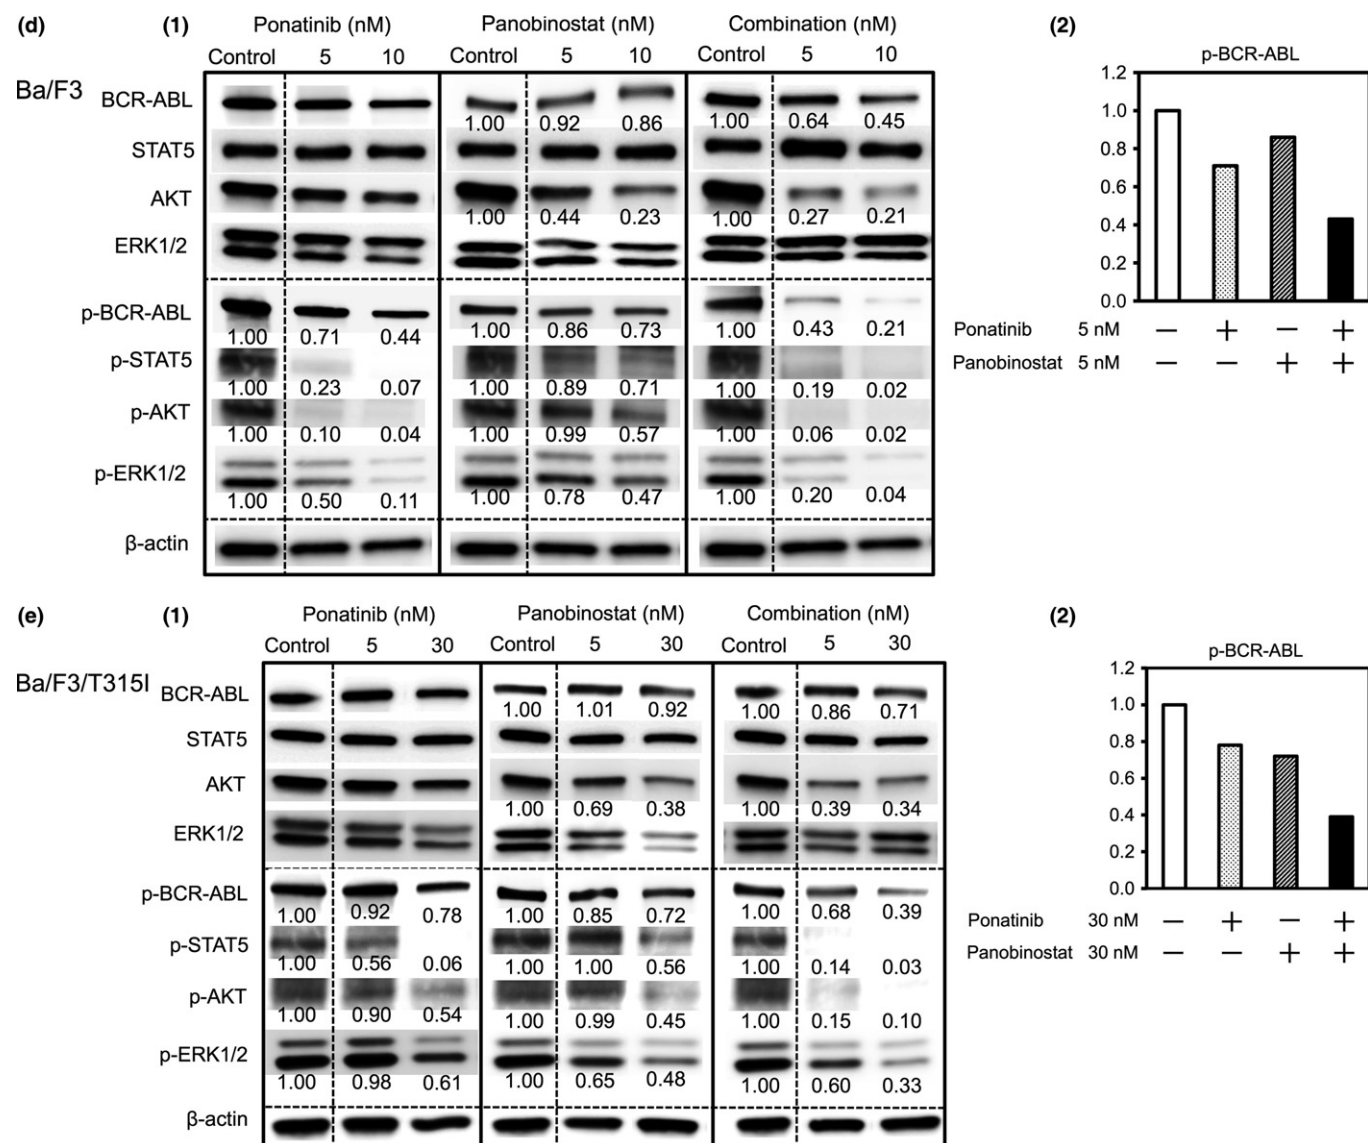 (d) (1) Ponatinib (nM) Panobinostat (nM) Combination (nM) (2)
Control 5 10 Control 5 10 Control 5 10 p-BCR-ABL
Ba/F3
BCR-ABL
1.00 0.92 0.86 1.00 0.64 0.45
STAT5
AKT
1.00 0.44 0.23 1.00 0.27 0.21
ERK1/2
p-BCR-ABL
1.00 0.71 0.44 1.00 0.86 0.73 1.00 0.43 0.21
p-STAT5
1.00 0.23 0.07 1.00 0.89 0.71 1.00 0.19 0.02
p-AKT
1.00 0.10 0.04 1.00 0.99 0.57 1.00 0.06 0.02
p-ERK1/2
1.00 0.50 0.11 1.00 0.78 0.47 1.00 0.20 0.04
β-actin
1.2
1.0
0.8
0.6
0.4
0.2
0.0
Ponatinib 5 nM — + — +
Panobinostat 5 nM — — + +
(e) (1) Ponatinib (nM) Panobinostat (nM) Combination (nM) (2)
Control 5 30 Control 5 30 Control 5 30 p-BCR-ABL
Ba/F3/T315I
BCR-ABL
1.00 1.01 0.92 1.00 0.86 0.71
STAT5
AKT
1.00 0.69 0.38 1.00 0.39 0.34
ERK1/2
p-BCR-ABL
1.00 0.92 0.78 1.00 0.85 0.72 1.00 0.68 0.39
p-STAT5
1.00 0.56 0.06 1.00 1.00 0.56 1.00 0.14 0.03
p-AKT
1.00 0.90 0.54 1.00 0.99 0.45 1.00 0.15 0.10
p-ERK1/2
1.00 0.98 0.61 1.00 0.65 0.48 1.00 0.60 0.33
β-actin
1.2
1.0
0.8
0.6
0.4
0.2
0.0
Ponatinib 30 nM — + — +
Panobinostat 30 nM — — + +